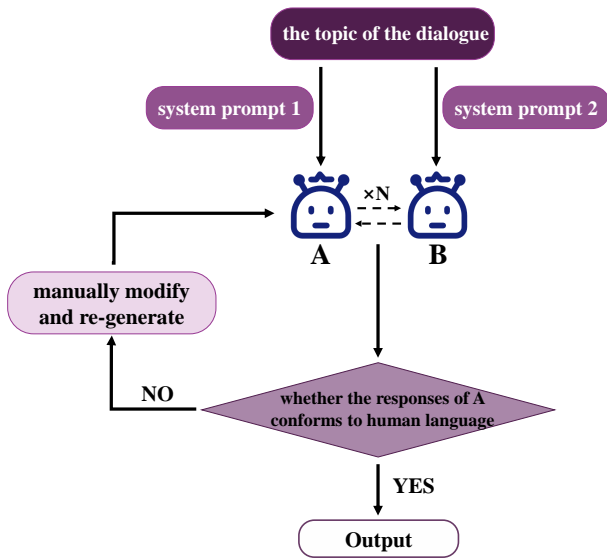 the topic of the dialogue
system prompt 1
system prompt 2
×N
A
B
manually modify
and re-generate
whether the responses of A
conforms to human language
NO
YES
Output